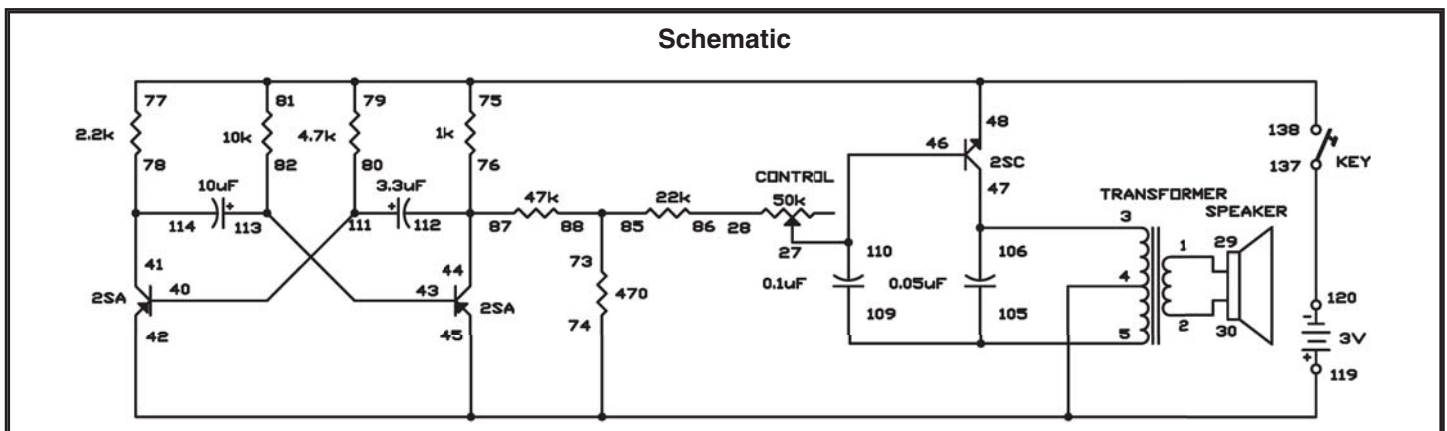 Schematic
77 81 79 75
2.2k 10k 4.7k 1k
78 82 80 76
48
46
2SC
47
138
137 KEY
10uF 3.3uF
114 + 113 111 + 112
47k
87 88
22k
85 86 28
CONTROL
50k
27
110
0.1uF
109
106
0.05uF
105
TRANSFORMER
3
4
5
1
2
SPEAKER
29
30
41
2SA 40
42
44
43 2SA
45
73
470
74
120
-
3V
+
119